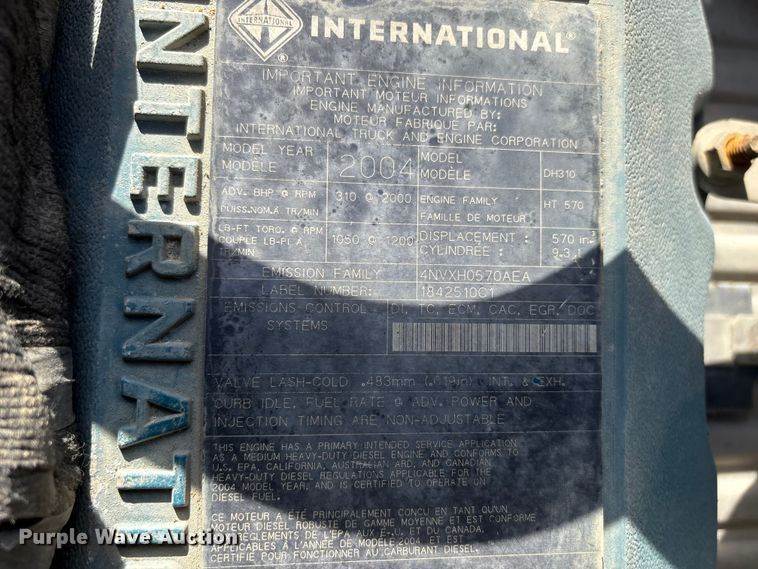 INTERNATIONAL
INTERNATIONAL®
®
IMPORTANT ENGINE INFORMATION
IMPORTANT MOTEUR INFORMATIONS
ENGINE MANUFACTURED BY:
MOTEUR FABRIQUE PAR:
INTERNATIONAL TRUCK AND ENGINE CORPORATION
MODEL YEAR
MODÈLE
2004
MODEL
MODÈLE
DH310
ADV. BHP @ RPM
PUISS.NOM.À TR/MIN
310 @ 2000
ENGINE FAMILY
FAMILLE DE MOTEUR
HT 570
LB-FT TORQ. @ RPM
COUPLE LB-PI À
TR/MIN
1050 @ 1200
DISPLACEMENT :
CYLINDRÉE :
570 in³
9.3 L
EMISSION FAMILY
4NVXH0570AEA
LABEL NUMBER:
1842510C1
EMISSIONS CONTROL
SYSTEMS
DI, TC, ECM, CAC, EGR, DOC
VALVE LASH-COLD .483mm (.019in) INT. & EXH.
CURB IDLE, FUEL RATE @ ADV. POWER AND
INJECTION TIMING ARE NON-ADJUSTABLE
THIS ENGINE HAS A PRIMARY INTENDED SERVICE APPLICATION
AS A MEDIUM HEAVY-DUTY DIESEL ENGINE AND CONFORMS TO
U.S. EPA, CALIFORNIA, AUSTRALIAN ARD, AND CANADIAN
HEAVY-DUTY DIESEL REGULATIONS APPLICABLE FOR THE
2004 MODEL YEAR, AND IS CERTIFIED TO OPERATE ON
DIESEL FUEL.
CE MOTEUR A ÉTÉ PRINCIPALEMENT CONCU EN TANT QU'UN
MOTEUR DIESEL ROBUSTE DE GAMME MOYENNE ET EST CONFORME
RÈGLEMENTS DE L'EPA AUX E.-U. ET DU CANADA,
APPLICABLES À L'ANNÉE DE MODÈLE 2004 ET EST
CERTIFIÉ POUR FONCTIONNER AU CARBURANT DIESEL.
INTERNATI
Purple Wave Auction